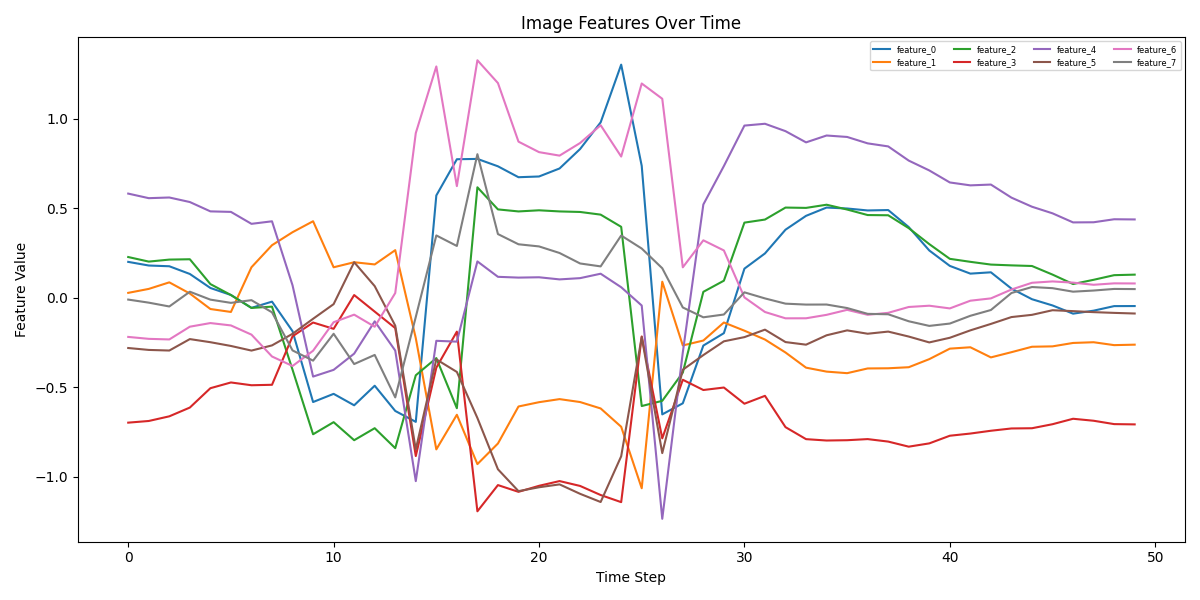 Image Features Over Time
feature_0 feature_2 feature_4 feature_6
feature_1 feature_3 feature_5 feature_7
Feature Value
1.0
0.5
0.0
−0.5
−1.0
0 10 20 30 40 50
Time Step